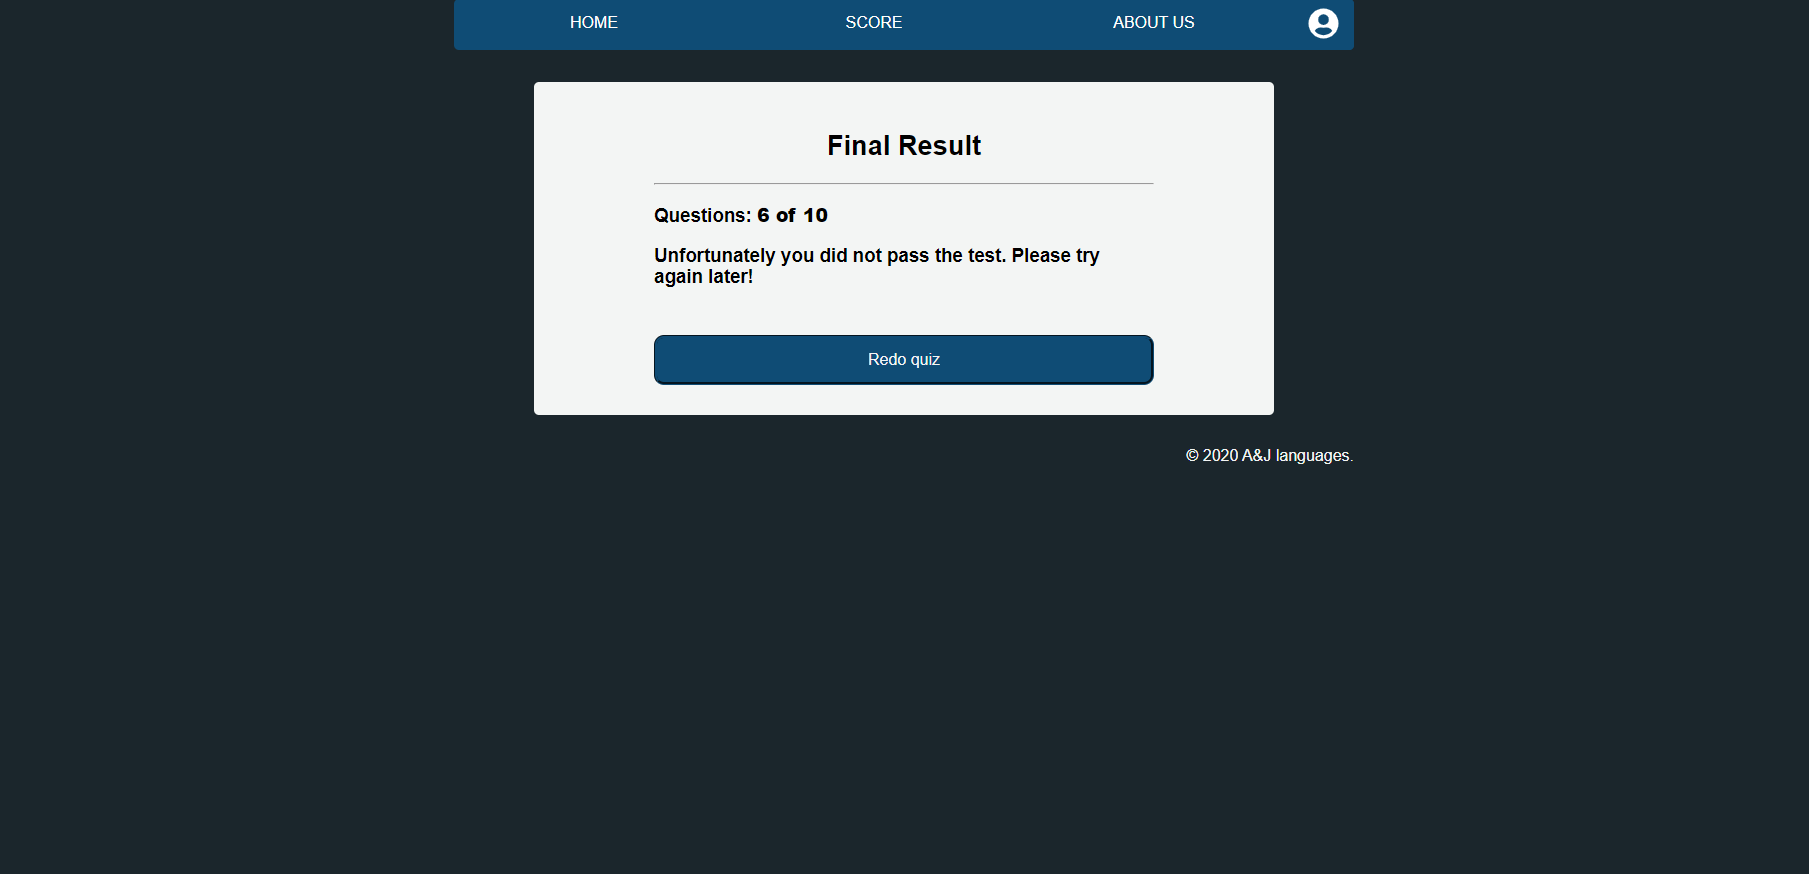 HOME SCORE ABOUT US
Final Result
Questions: 6 of 10
Unfortunately you did not pass the test. Please try
again later!
Redo quiz
© 2020 A&J languages.